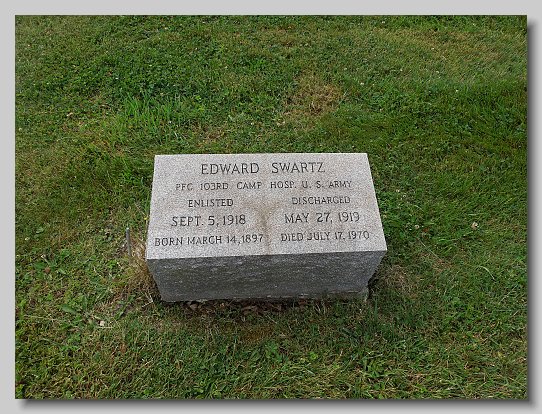 EDWARD SWARTZ
PFC 103RD CAMP HOSP. U. S. ARMY
ENLISTED DISCHARGED
SEPT 5, 1918 MAY 27, 1919
BORN MARCH 14, 1897 DIED JULY 17, 1970